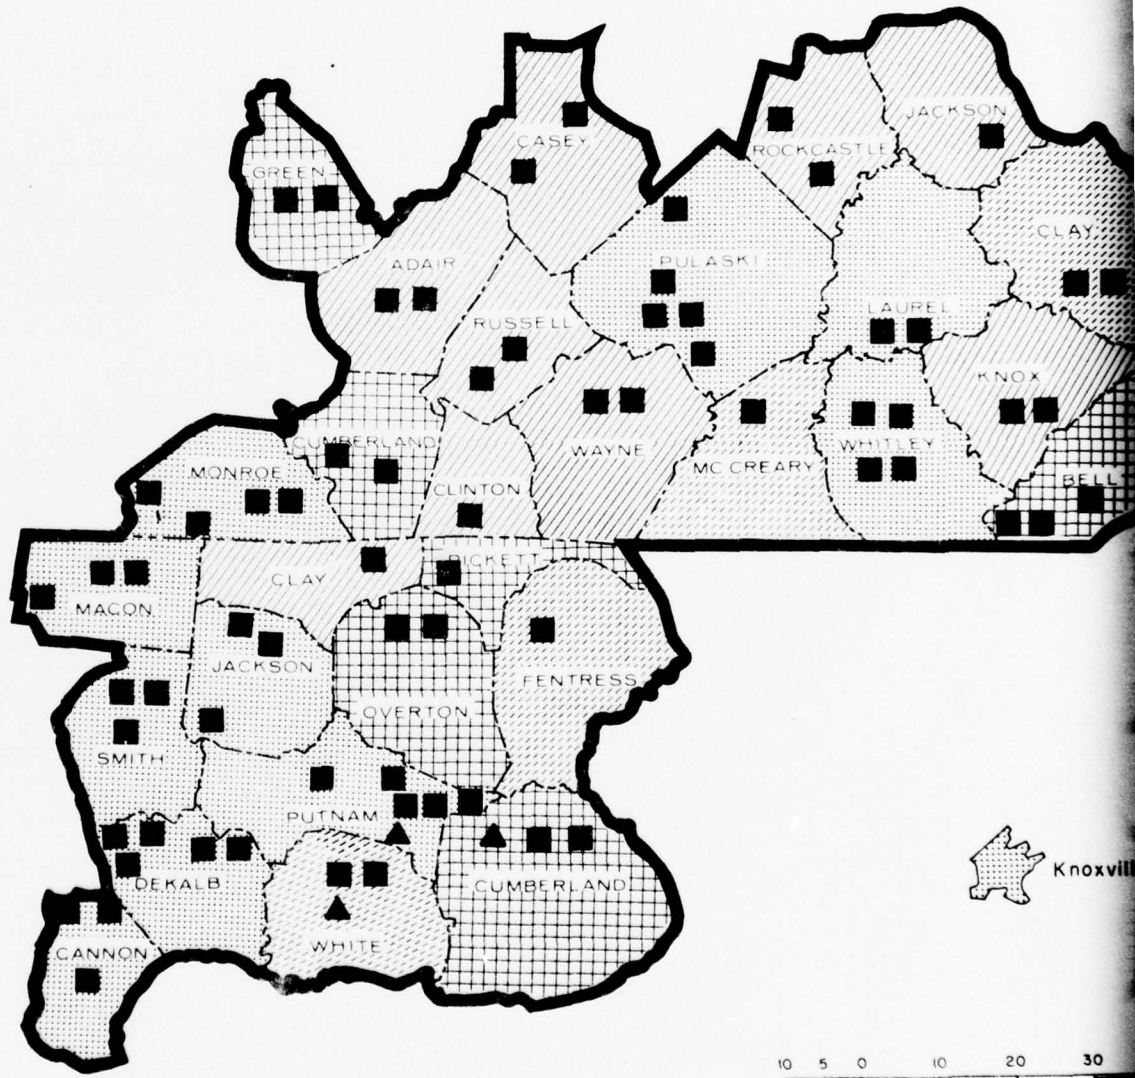 JACKSON
CASEY
ROCKCASTLE
GREEN
CLAY
ADAIR
PULASKI
LAUREL
RUSSELL
KNOX
CUMBERLAND
WAYNE
WHITLEY
MONROE
MC CREARY
BELL
CLINTON
PICKETT
CLAY
MACON
JACKSON
FENTRESS
OVERTON
SMITH
PUTNAM
DEKALB
CUMBERLAND
Knoxvill
WHITE
CANNON
10 5 0 10 20 30